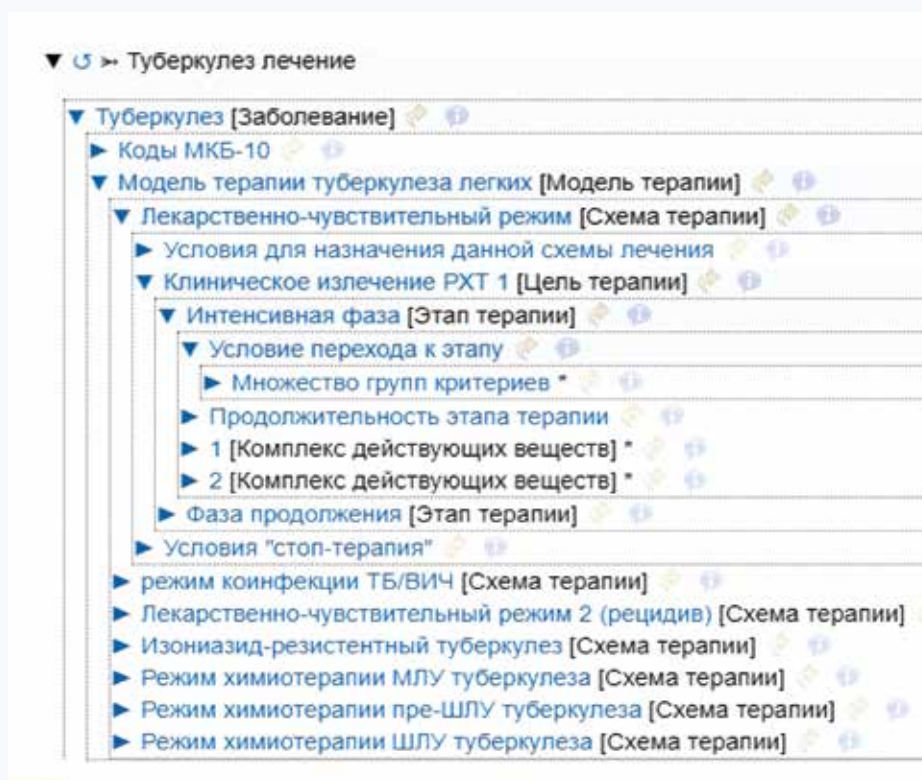 Туберкулез лечение
Туберкулез [Заболевание]
Коды МКБ-10
Модель терапии туберкулеза легких [Модель терапии]
Лекарственно-чувствительный режим [Схема терапии]
Условия для назначения данной схемы лечения
Клиническое излечение РХТ 1 [Цель терапии]
Интенсивная фаза [Этап терапии]
Условие перехода к этапу
Множество групп критериев *
Продолжительность этапа терапии
1 [Комплекс действующих веществ] *
2 [Комплекс действующих веществ] *
Фаза продолжения [Этап терапии]
Условия "стоп-терапия"
режим коинфекции ТБ/ВИЧ [Схема терапии]
Лекарственно-чувствительный режим 2 (рецидив) [Схема терапии]
Изониазид-резистентный туберкулез [Схема терапии]
Режим химиотерапии МЛУ туберкулеза [Схема терапии]
Режим химиотерапии пре-ШЛУ туберкулеза [Схема терапии]
Режим химиотерапии ШЛУ туберкулеза [Схема терапии]